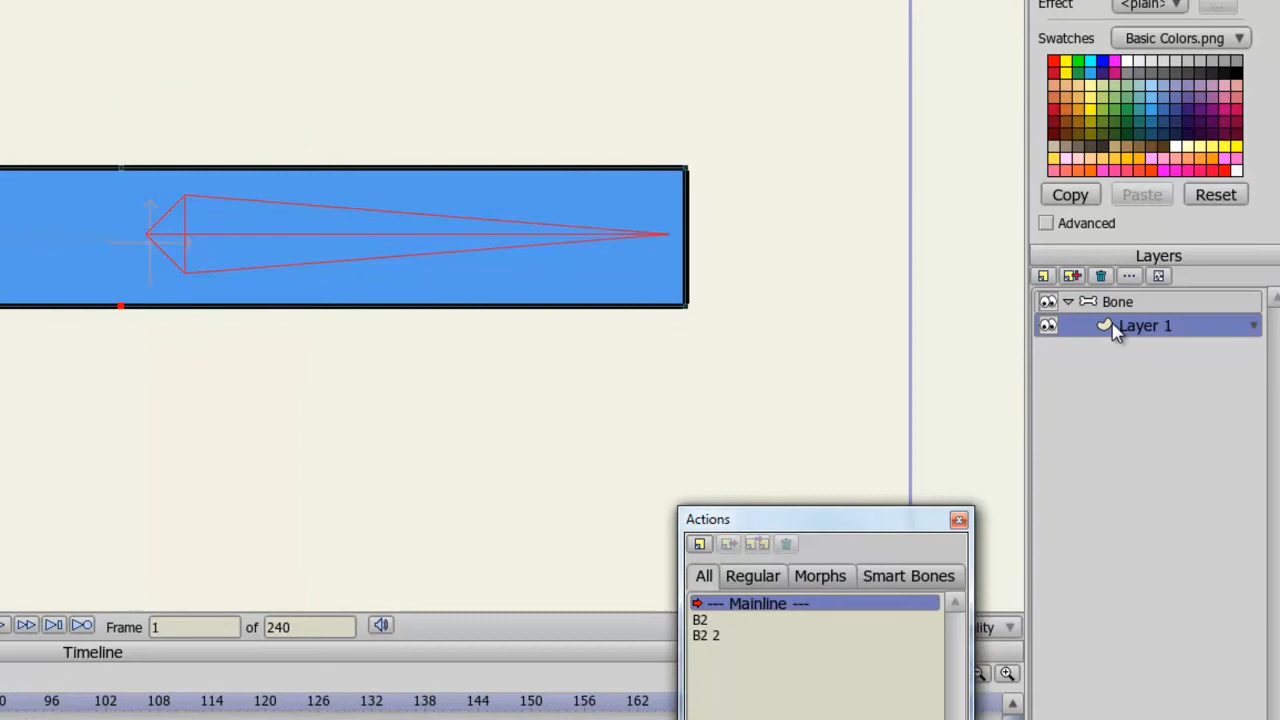 Effect <plain> ...
Swatches Basic Colors.png
Copy Paste Reset
Advanced
Layers
Bone
Layer 1
Actions
All Regular Morphs Smart Bones
--- Mainline ---
B2
B2 2
Frame 1 of 240
Timeline
96 102 108 114 120 126 132 138 144 150 156 162